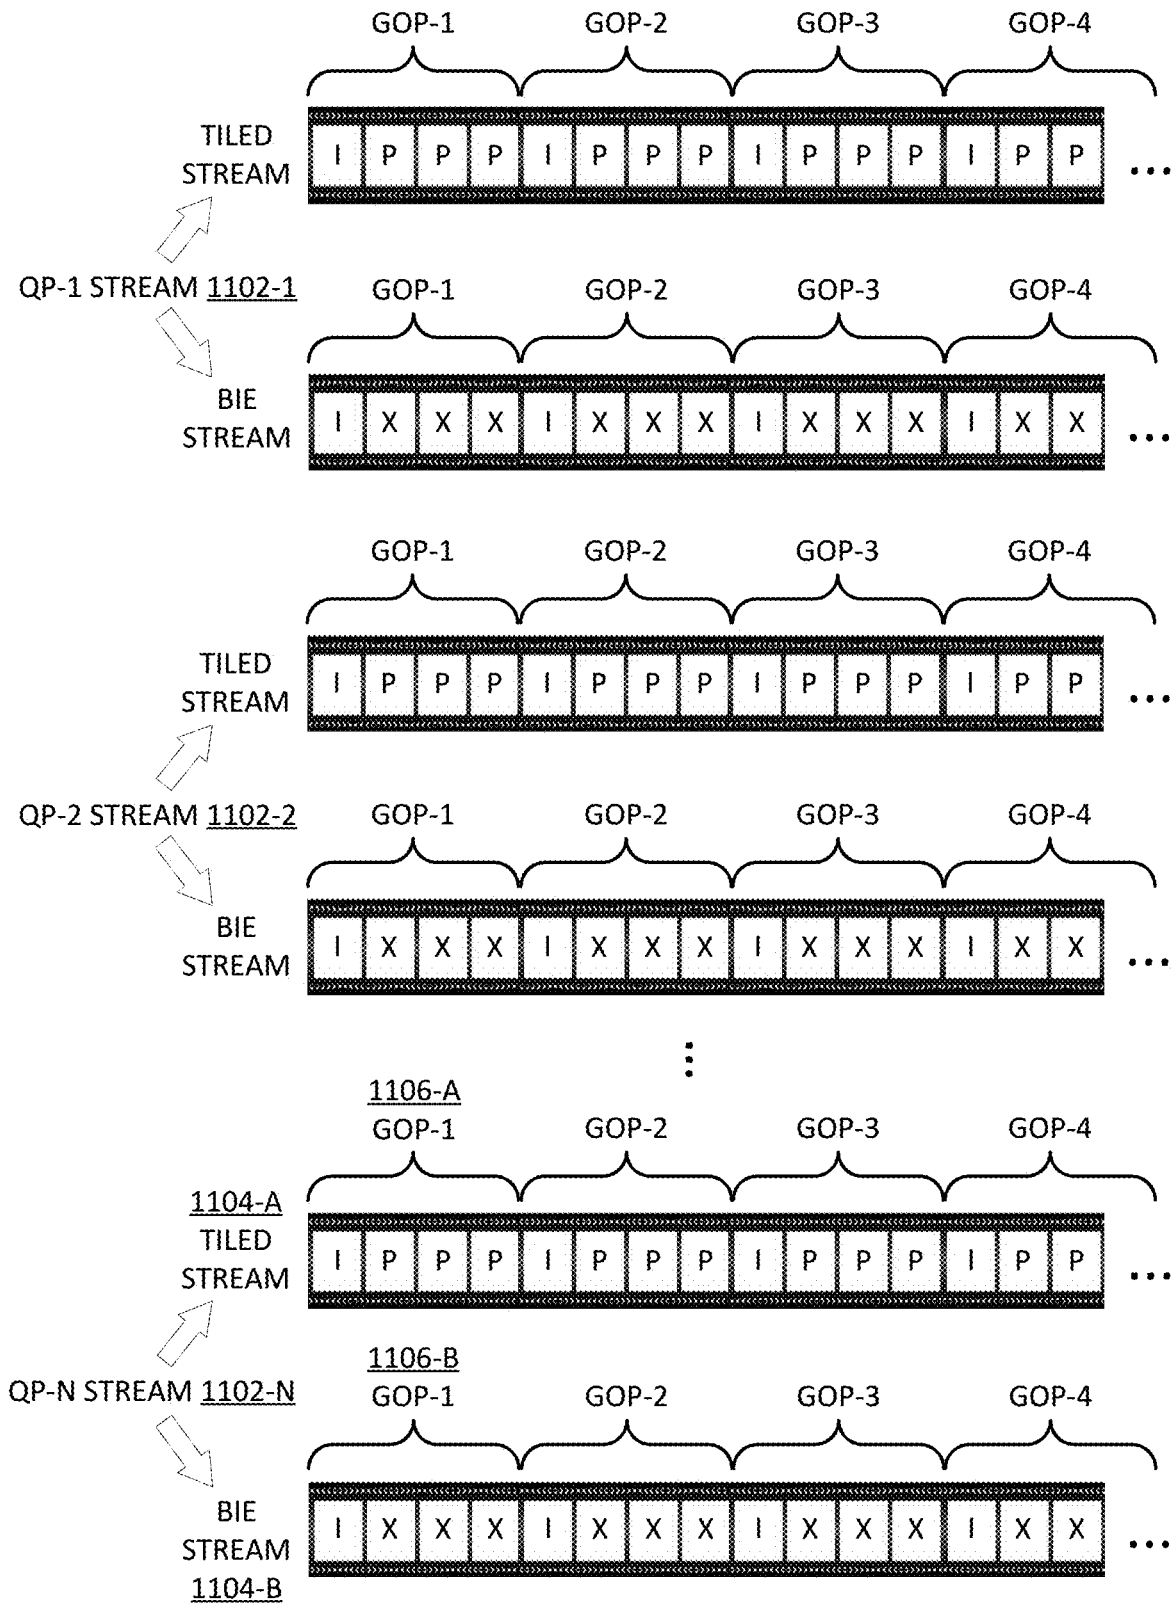 GOP-1 GOP-2 GOP-3 GOP-4
TILED
STREAM
I P P P I P P P I P P P I P P ...
QP-1 STREAM 1102-1
GOP-1 GOP-2 GOP-3 GOP-4
BIE
STREAM
I X X X I X X X I X X X I X X ...
GOP-1 GOP-2 GOP-3 GOP-4
TILED
STREAM
I P P P I P P P I P P P I P P ...
QP-2 STREAM 1102-2
GOP-1 GOP-2 GOP-3 GOP-4
BIE
STREAM
I X X X I X X X I X X X I X X ...
1106-A
GOP-1 GOP-2 GOP-3 GOP-4
1104-A
TILED
STREAM
I P P P I P P P I P P P I P P ...
QP-N STREAM 1102-N
1106-B
GOP-1 GOP-2 GOP-3 GOP-4
BIE
STREAM
1104-B
I X X X I X X X I X X X I X X ...